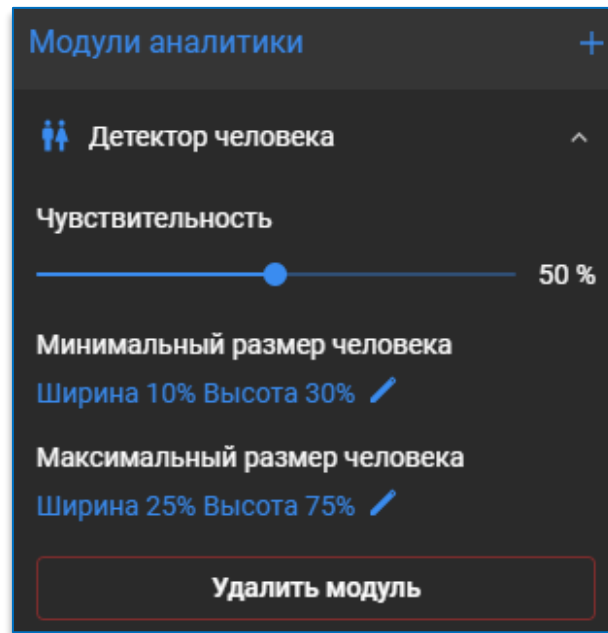 Модули аналитики +
Детектор человека
Чувствительность
50 %
Минимальный размер человека
Ширина 10% Высота 30%
Максимальный размер человека
Ширина 25% Высота 75%
Удалить модуль